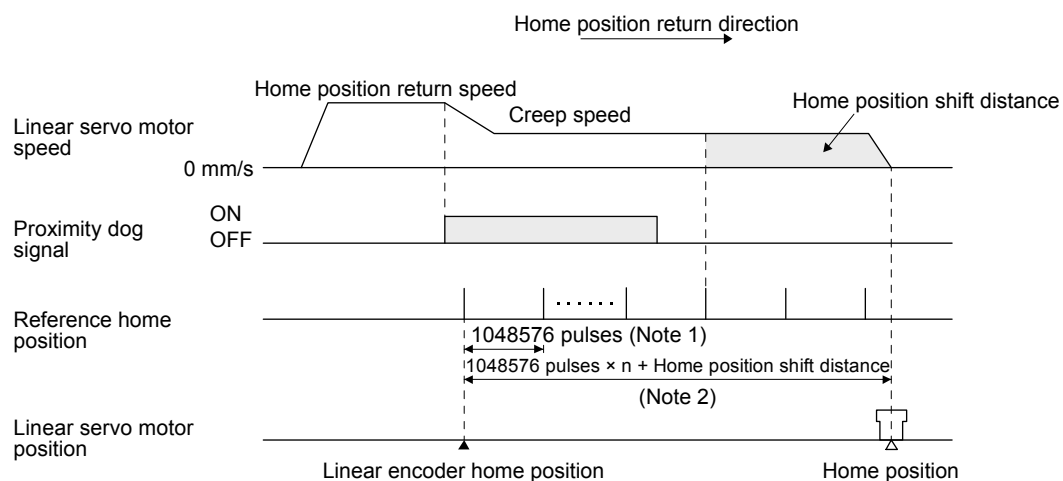 Home position return direction
Home position return speed
Creep speed
Home position shift distance
Linear servo motor
speed
0 mm/s
Proximity dog
signal
ON
OFF
Reference home
position
1048576 pulses (Note 1)
1048576 pulses × n + Home position shift distance
(Note 2)
Linear servo motor
position
Linear encoder home position
Home position